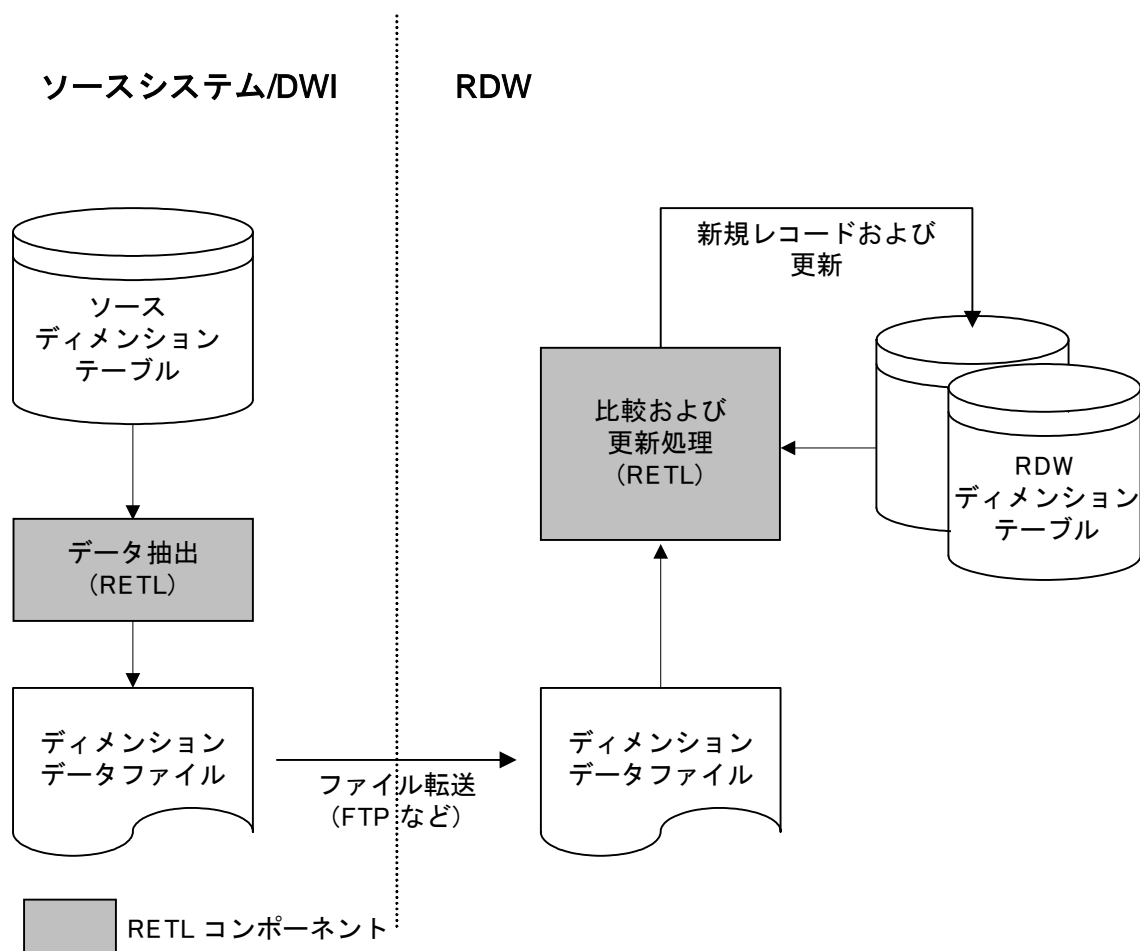 ソースシステム/DWI
RDW
ソース
ディメンション
テーブル
データ抽出
(RETL)
ディメンション
データファイル
ファイル転送
(FTP など)
ディメンション
データファイル
比較および
更新処理
(RETL)
新規レコードおよび
更新
RDW
ディメンション
テーブル
RETL コンポーネント